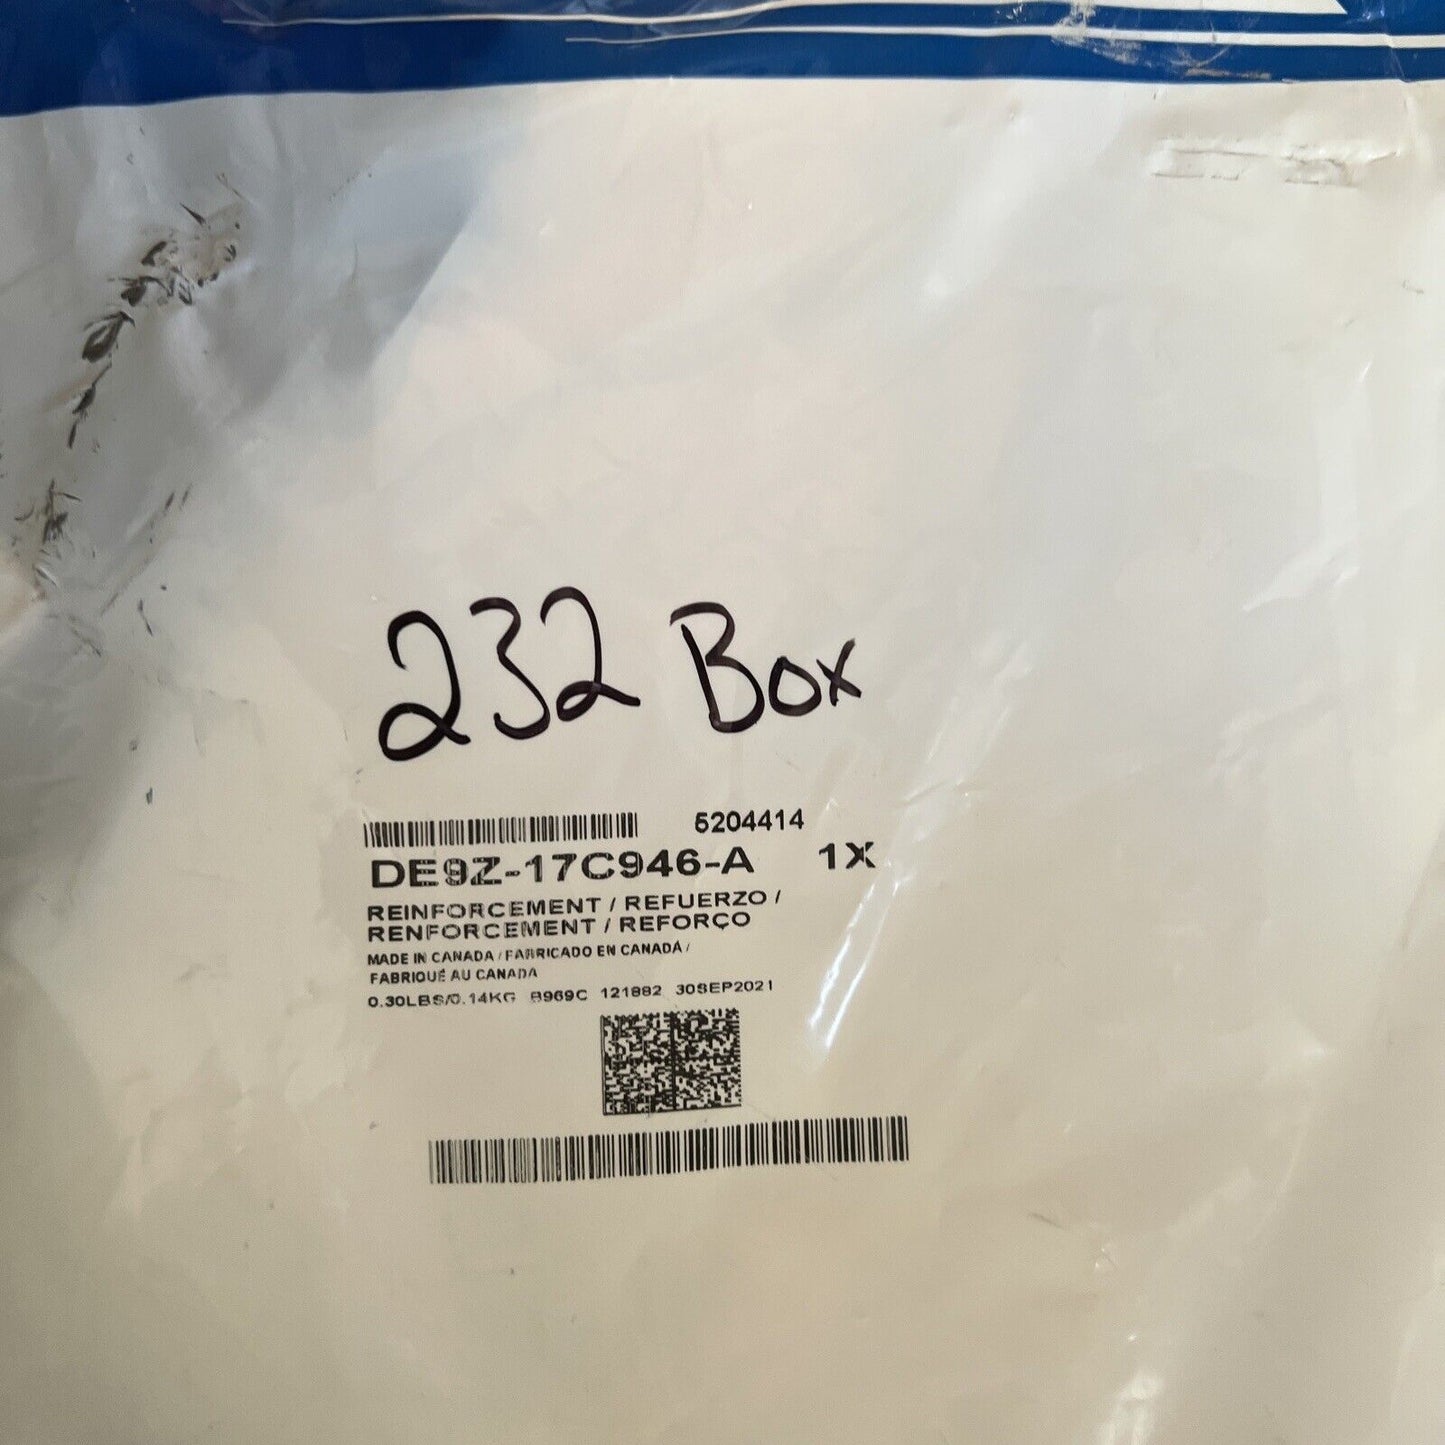 232 Box
5204414
DE9Z-17C946-A 1X
REINFORCEMENT / REFUERZO /
RENFORCEMENT / REFORÇO
MADE IN CANADA / FABRICADO EN CANADÁ /
FABRIQUÉ AU CANADA
0.30LBS/0.14KG B969C 121882 30SEP2021